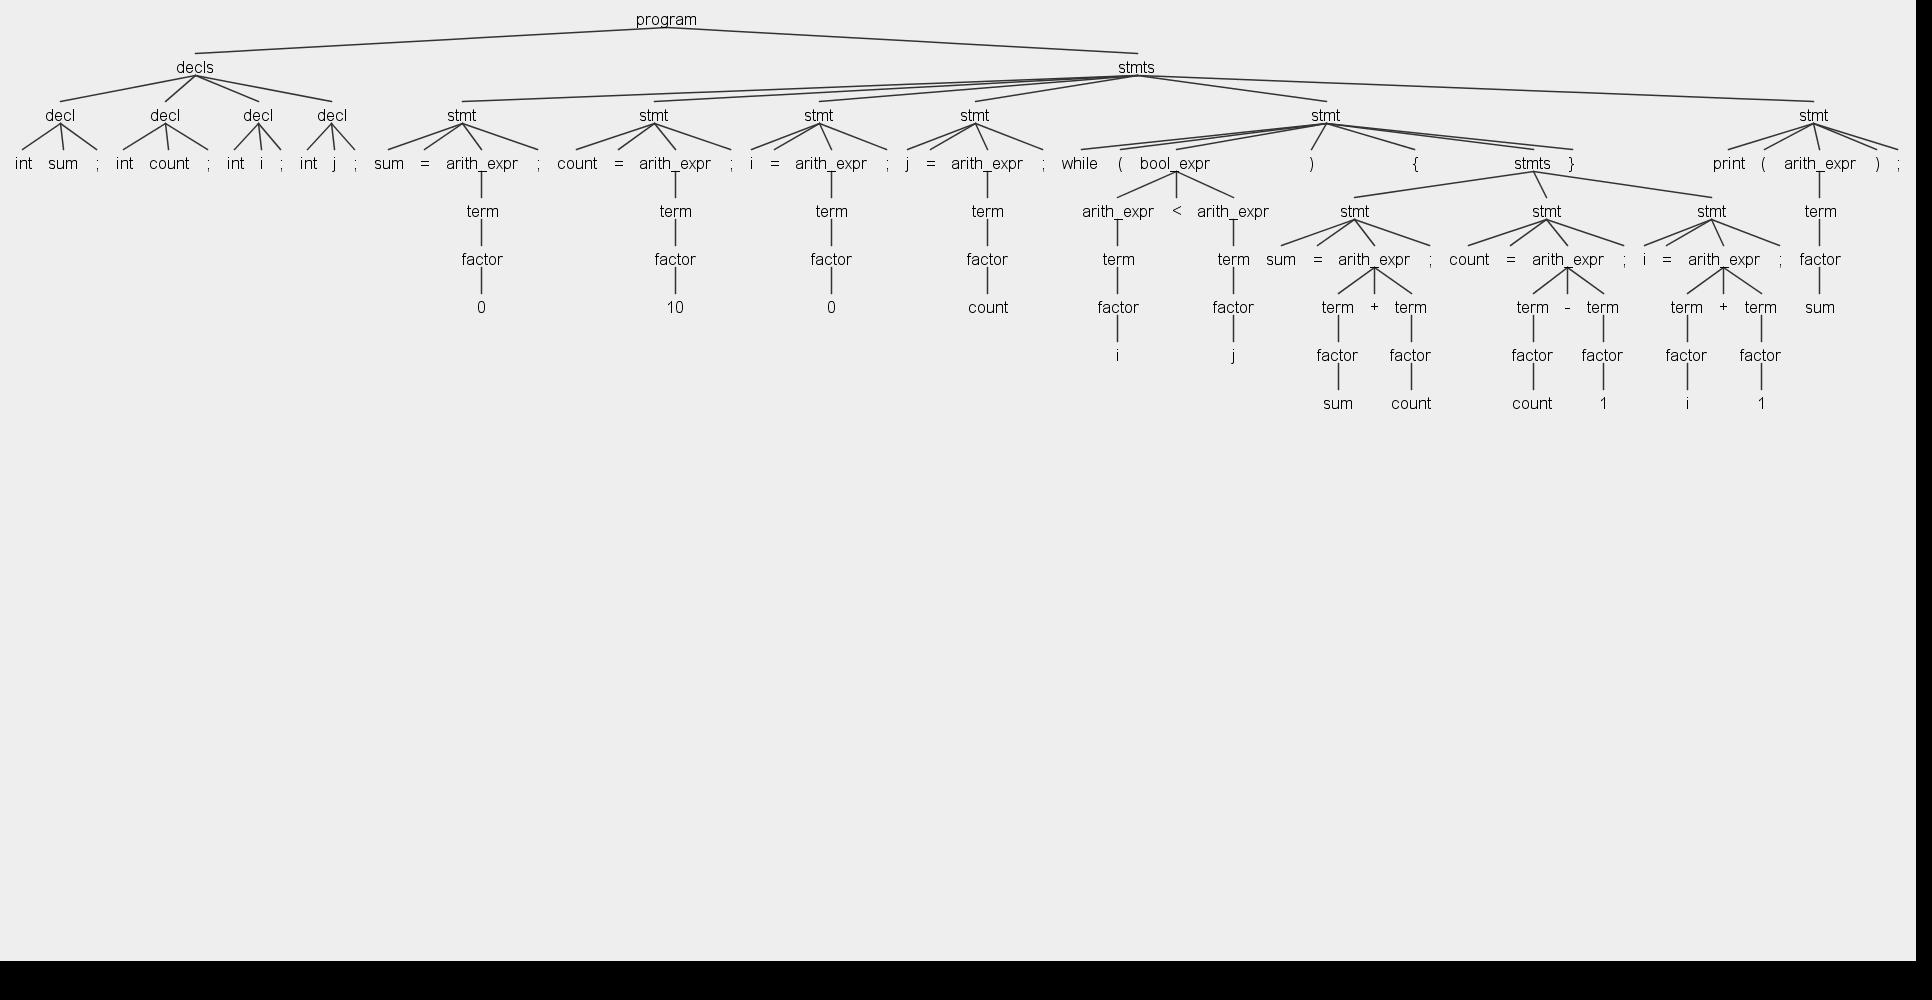 program
decls stmts
decl decl decl decl stmt stmt stmt stmt stmt stmt
int sum ; int count ; int i ; int j ; sum = arith_expr ; count = arith_expr ; i = arith_expr ; j = arith_expr ; while ( bool_expr ) { stmts } print ( arith_expr ) ;
term term term term arith_expr < arith_expr stmt stmt stmt term
factor factor factor factor term term sum = arith_expr ; count = arith_expr ; i = arith_expr ; factor
0 10 0 count factor factor term + term term - term term + term sum
i j factor factor factor factor factor factor
sum count count 1 i 1